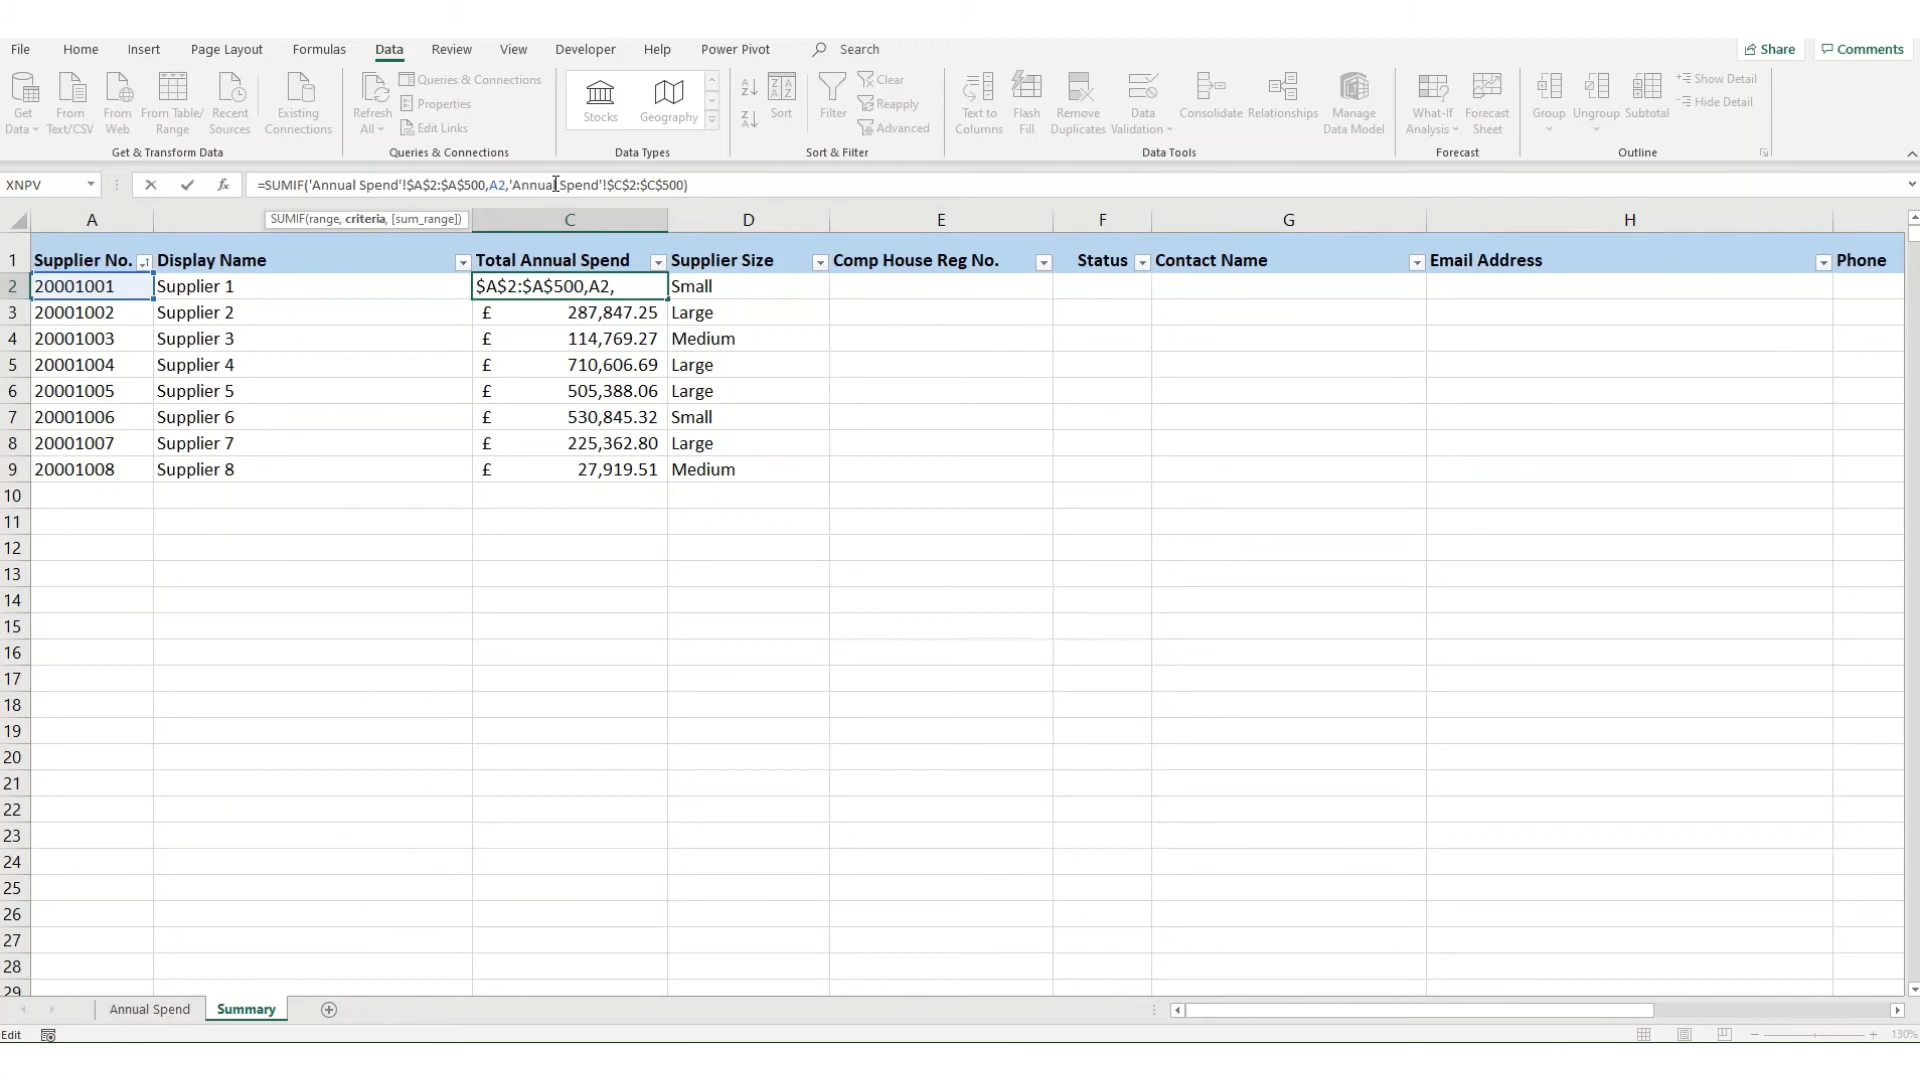 File Home Insert Page Layout Formulas Data Review View Developer Help Power Pivot Search Share Comments
Get Data From Text/CSV From Web From Table/ Range Recent Sources Existing Connections
Get & Transform Data
Refresh All Queries & Connections Properties Edit Links
Queries & Connections
Stocks Geography
Data Types
Sort Filter Clear Reapply Advanced
Sort & Filter
Text to Columns Flash Fill Remove Duplicates Data Validation Consolidate Relationships Manage Data Model
Data Tools
What-If Analysis Forecast Sheet
Forecast
Group Ungroup Subtotal Show Detail Hide Detail
Outline
XNPV fx =SUMIF('Annual Spend'!$A$2:$A$500,A2,'Annual Spend'!$C$2:$C$500)
SUMIF(range, criteria, [sum_range])
A C D E F G H
1 Supplier No. Display Name Total Annual Spend Supplier Size Comp House Reg No. Status Contact Name Email Address Phone
2 20001001 Supplier 1 $A$2:$A$500,A2, Small
3 20001002 Supplier 2 £ 287,847.25 Large
4 20001003 Supplier 3 £ 114,769.27 Medium
5 20001004 Supplier 4 £ 710,606.69 Large
6 20001005 Supplier 5 £ 505,388.06 Large
7 20001006 Supplier 6 £ 530,845.32 Small
8 20001007 Supplier 7 £ 225,362.80 Large
9 20001008 Supplier 8 £ 27,919.51 Medium
10
11
12
13
14
15
16
17
18
19
20
21
22
23
24
25
26
27
28
29
Annual Spend Summary
Edit 130%